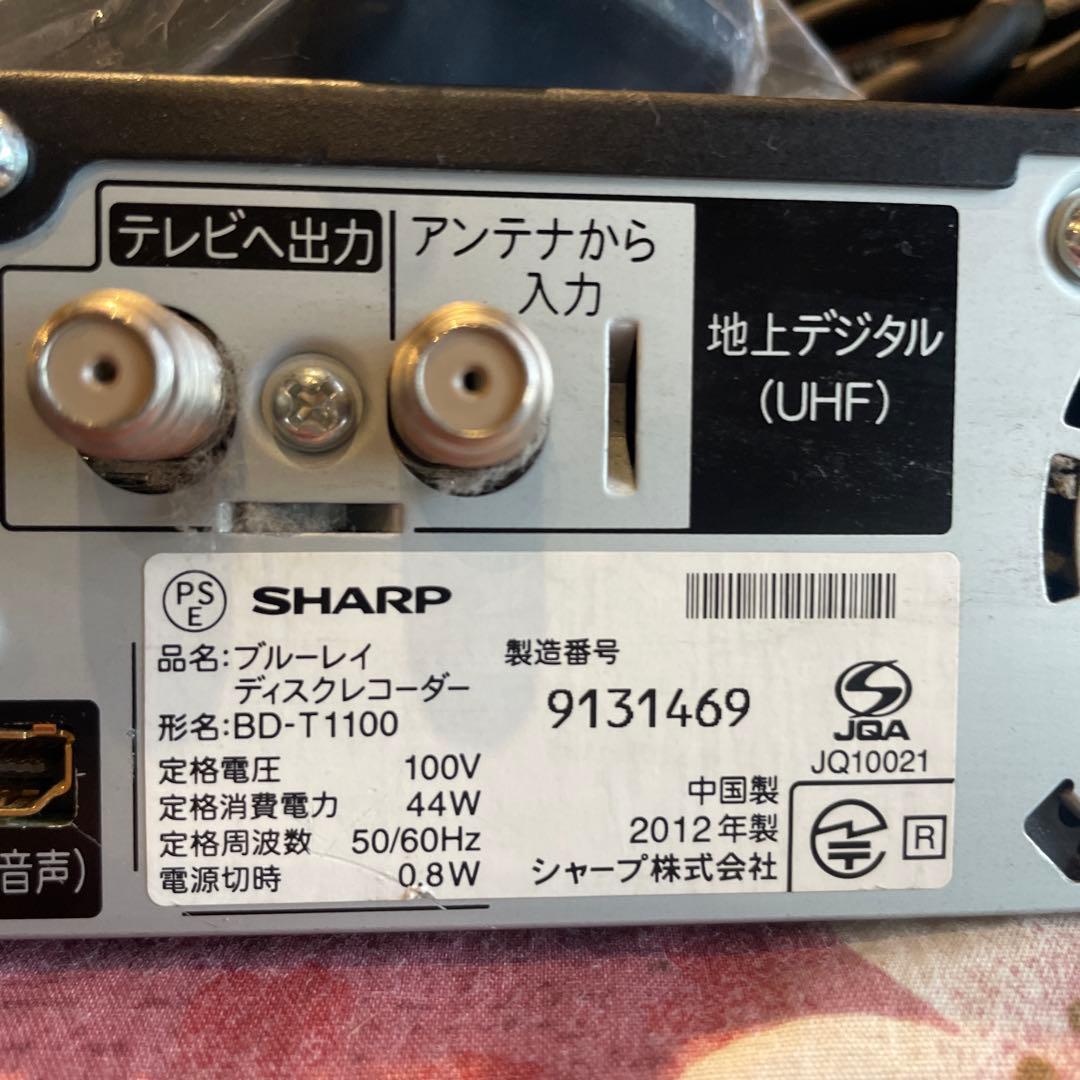 テレビへ出力
アンテナから
入力
地上デジタル
(UHF)
PS
E
SHARP
品名:ブルーレイ
ディスクレコーダー
形名:BD-T1100
定格電圧 100V
定格消費電力 44W
定格周波数 50/60Hz
電源切時 0.8W
製造番号
9131469
JQA
JQ10021
中国製
2012年製
シャープ株式会社
R
音声)